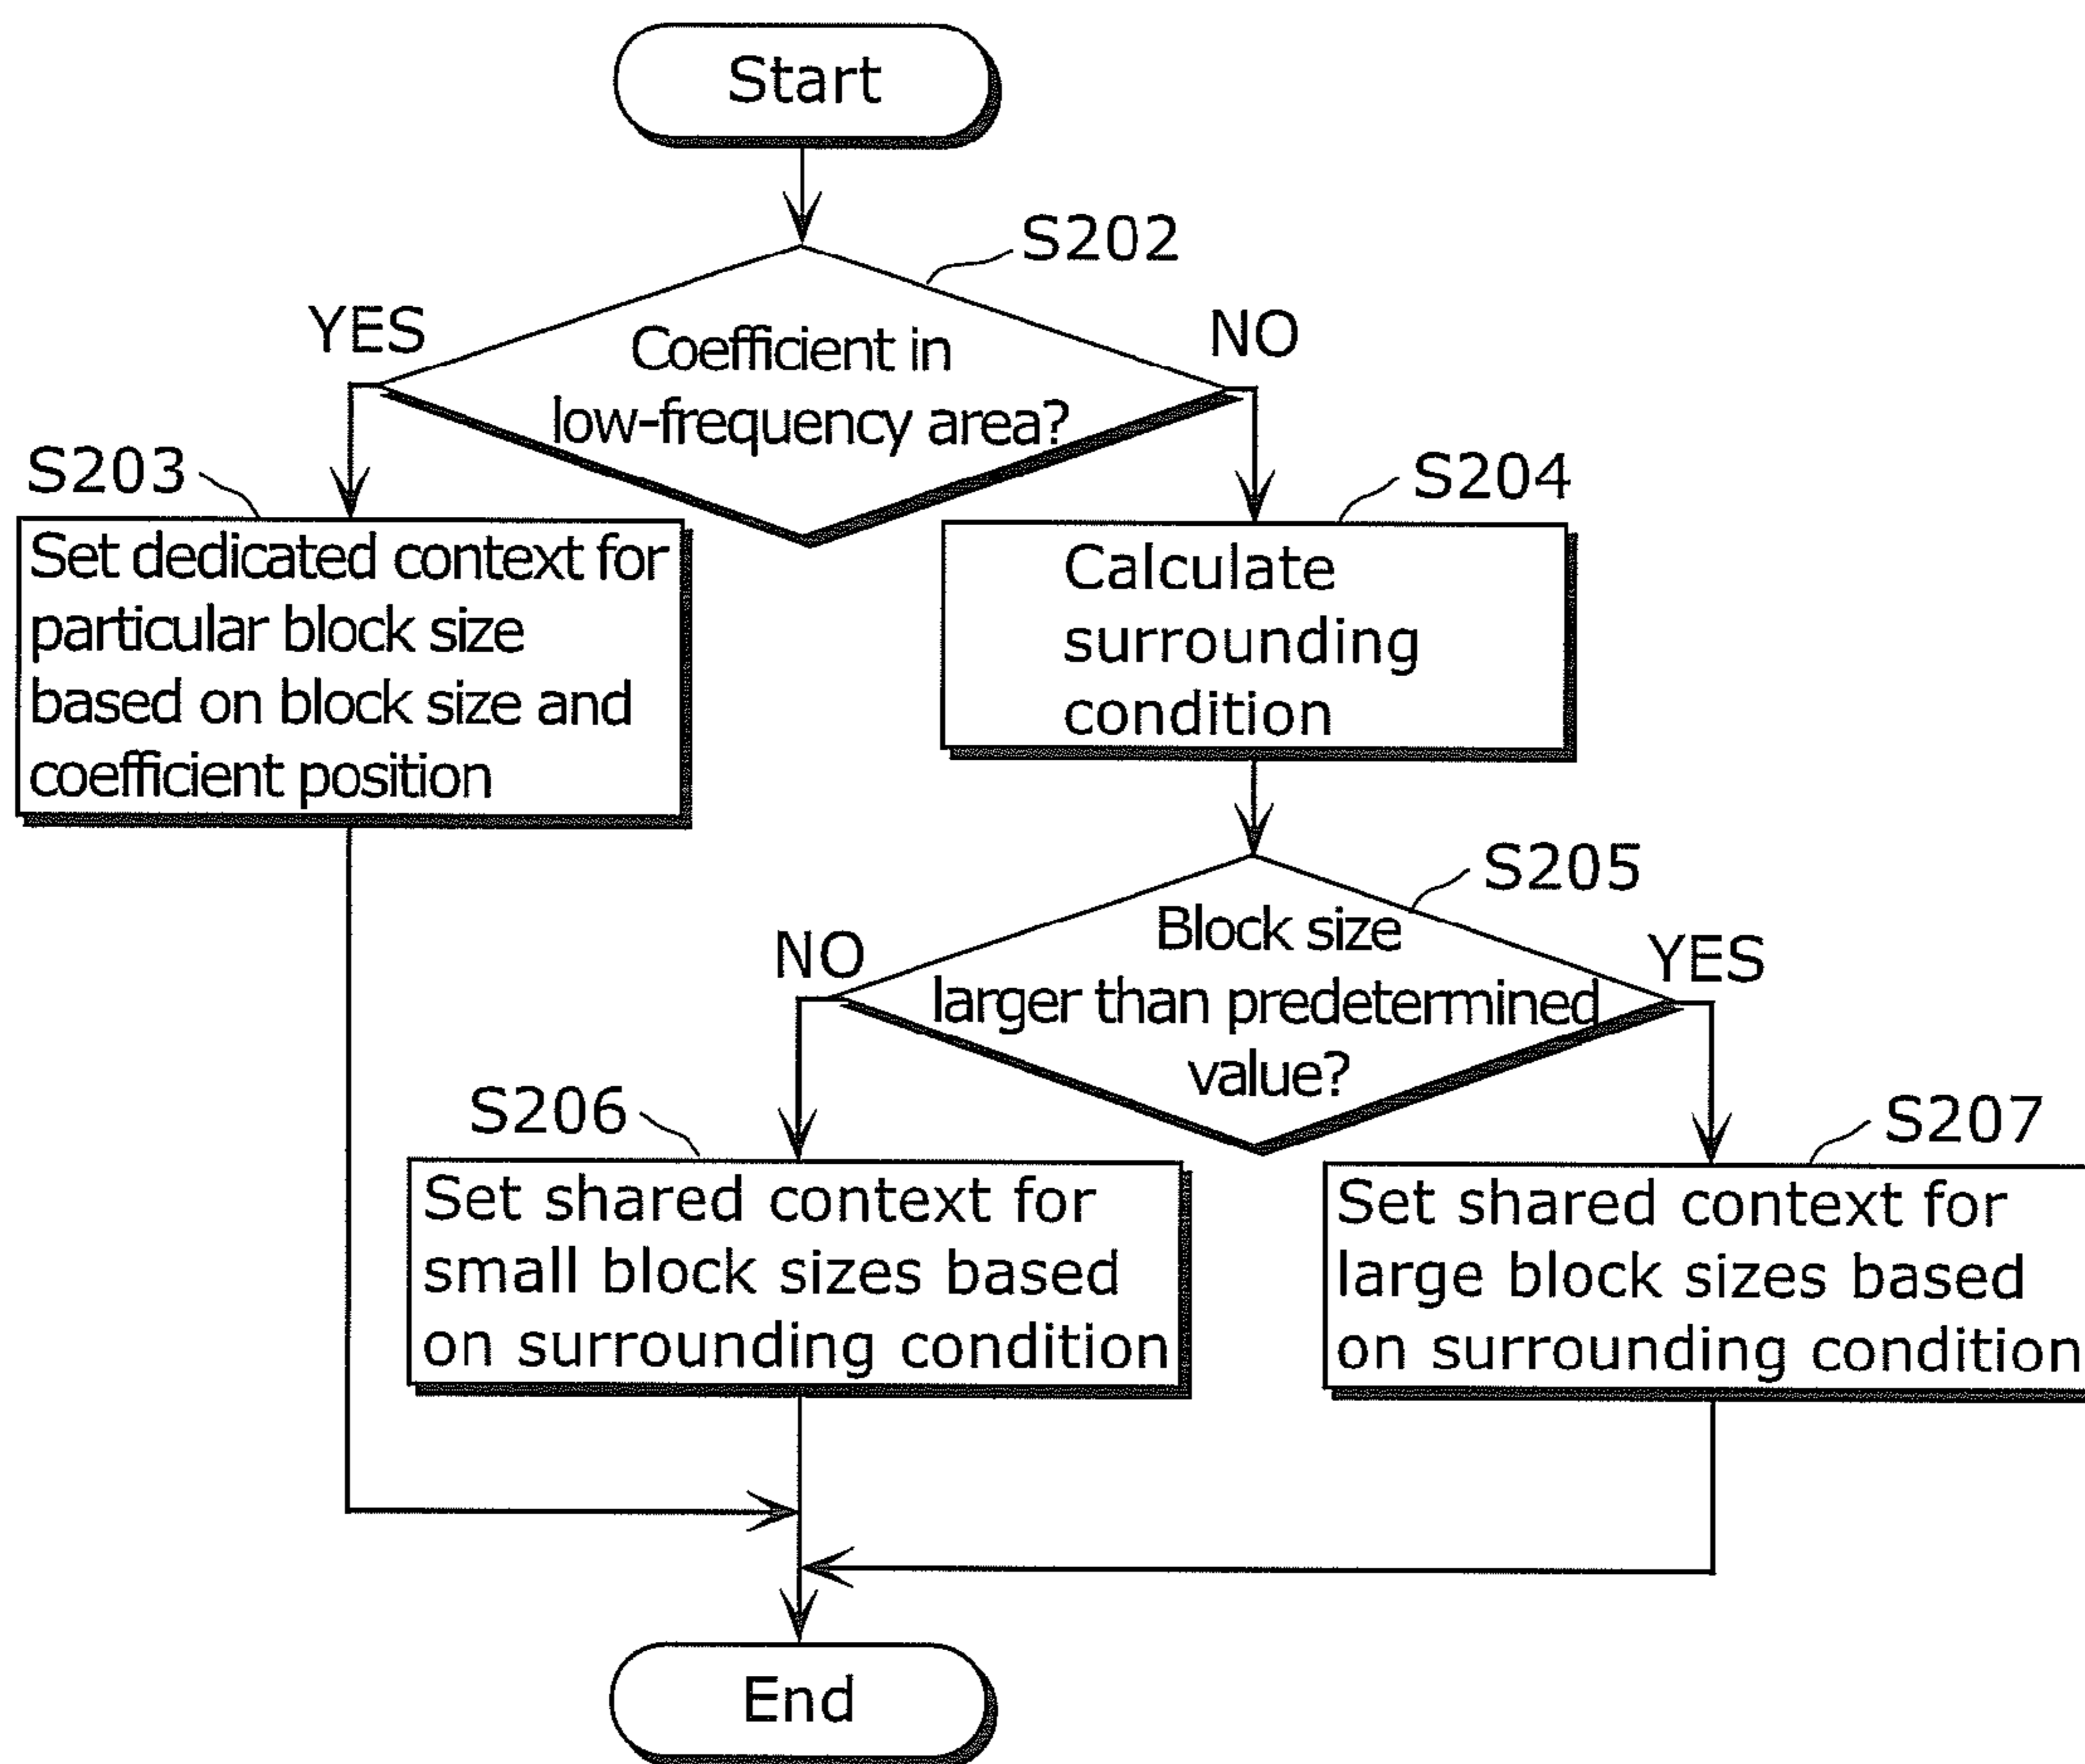 Start
S202
YES
NO
Coefficient in
low-frequency area?
S203
Set dedicated context for
particular block size
based on block size and
coefficient position
S204
Calculate
surrounding
condition
S205
NO
YES
Block size
larger than predetermined
value?
S206
Set shared context for
small block sizes based
on surrounding condition
S207
Set shared context for
large block sizes based
on surrounding condition
End